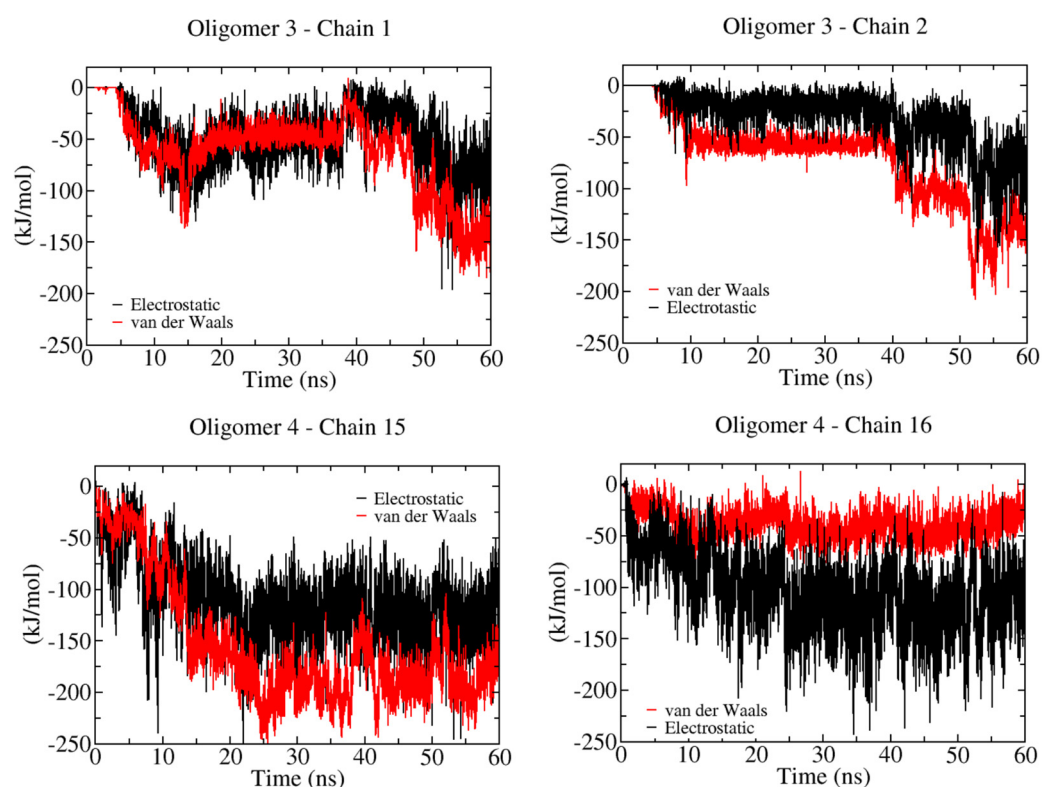 Oligomer 3 - Chain 1
0
-50
-100
-150
-200
-250
(kJ/mol)
Electrostatic
van der Waals
0 10 20 30 40 50 60
Time (ns)
Oligomer 3 - Chain 2
0
-50
-100
-150
-200
-250
(kJ/mol)
van der Waals
Electrotastic
0 10 20 30 40 50 60
Time (ns)
Oligomer 4 - Chain 15
0
-50
-100
-150
-200
-250
(kJ/mol)
Electrostatic
van der Waals
0 10 20 30 40 50 60
Time (ns)
Oligomer 4 - Chain 16
0
-50
-100
-150
-200
-250
(kJ/mol)
van der Waals
Electrostatic
0 10 20 30 40 50 60
Time (ns)